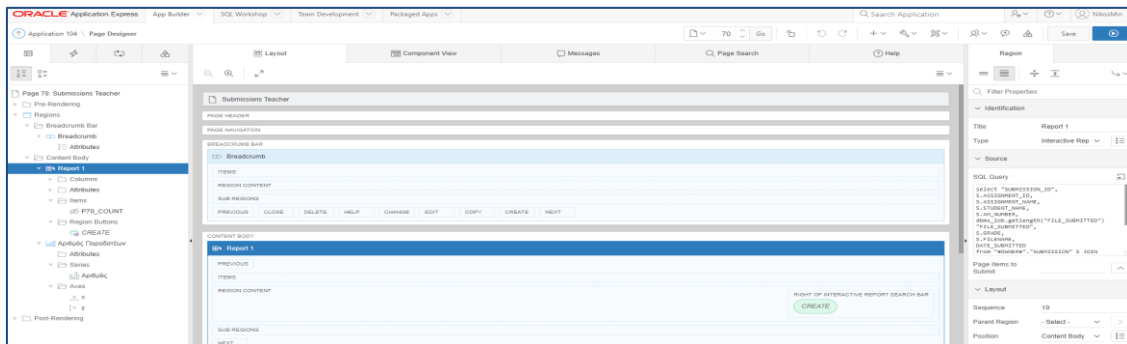 ORACLE Application Express App Builder SQL Workshop Team Development Packaged Apps Search Application NikosMin
Application 104 \ Page Designer 70 Go Save
Layout Component View Messages Page Search Help Region
Page 70: Submissions Teacher
Pre-Rendering
Regions
Breadcrumb Bar
Breadcrumb
Attributes
Content Body
Report 1
Columns
Attributes
Items
P70_COUNT
Region Buttons
CREATE
Αριθμός Παραδοτέων
Attributes
Series
Αριθμός
Axes
x
y
Post-Rendering
Submissions Teacher
PAGE HEADER
PAGE NAVIGATION
BREADCRUMB BAR
Breadcrumb
ITEMS
REGION CONTENT
SUB REGIONS
PREVIOUS CLOSE DELETE HELP CHANGE EDIT COPY CREATE NEXT
CONTENT BODY
Report 1
PREVIOUS
ITEMS
REGION CONTENT
RIGHT OF INTERACTIVE REPORT SEARCH BAR
CREATE
SUB REGIONS
NEXT
Filter Properties
Identification
Title Report 1
Type Interactive Rep
Source
SQL Query
select "SUBMISSION_ID",
S.ASSIGNMENT_ID,
S.ASSIGNMENT_NAME,
S.STUDENT_NAME,
S.AM_NUMBER,
dbms_lob.getlength("FILE_SUBMITTED")
"FILE_SUBMITTED",
S.GRADE,
S.FILENAME,
DATE_SUBMITTED
from "#OWNER#"."SUBMISSION" S JOIN
Page Items to
Submit
Layout
Sequence 10
Parent Region - Select -
Position Content Body